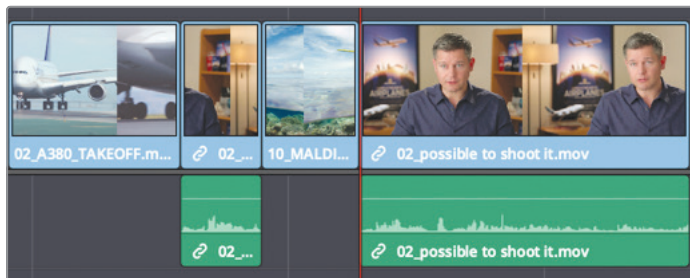 02_A380_TAKEOFF.m...
02_...
10_MALDI...
02_possible to shoot it.mov
02_...
02_possible to shoot it.mov